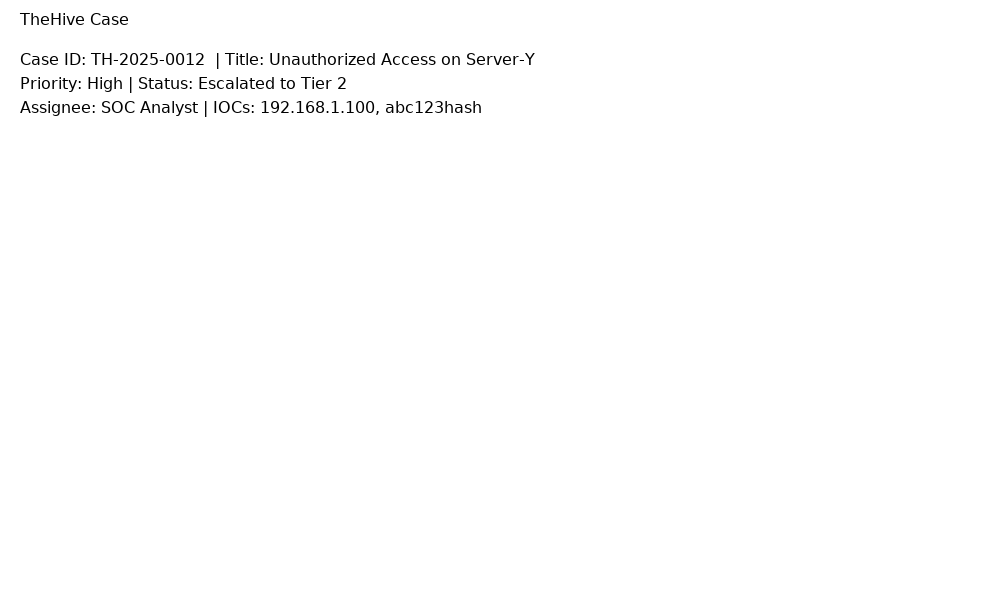 TheHive Case
Case ID: TH-2025-0012  | Title: Unauthorized Access on Server-Y
Priority: High | Status: Escalated to Tier 2
Assignee: SOC Analyst | IOCs: 192.168.1.100, abc123hash